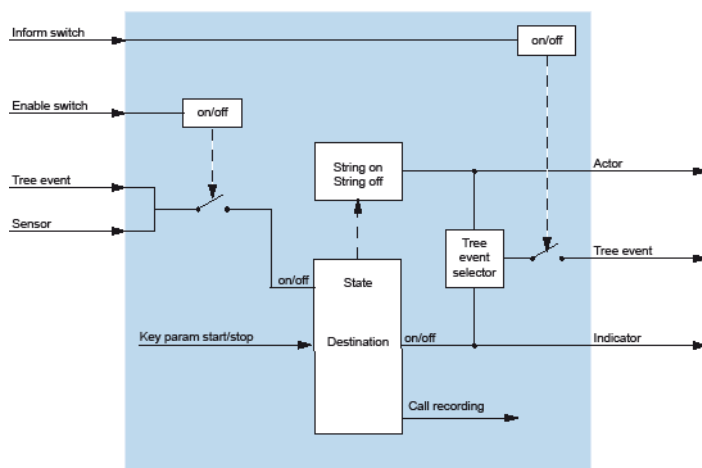 Inform switch
on/off
Enable switch
on/off
Tree event
String on
String off
Actor
Sensor
Tree
event
selector
Tree event
on/off
State
Key param start/stop
Destination
on/off
Indicator
Call recording